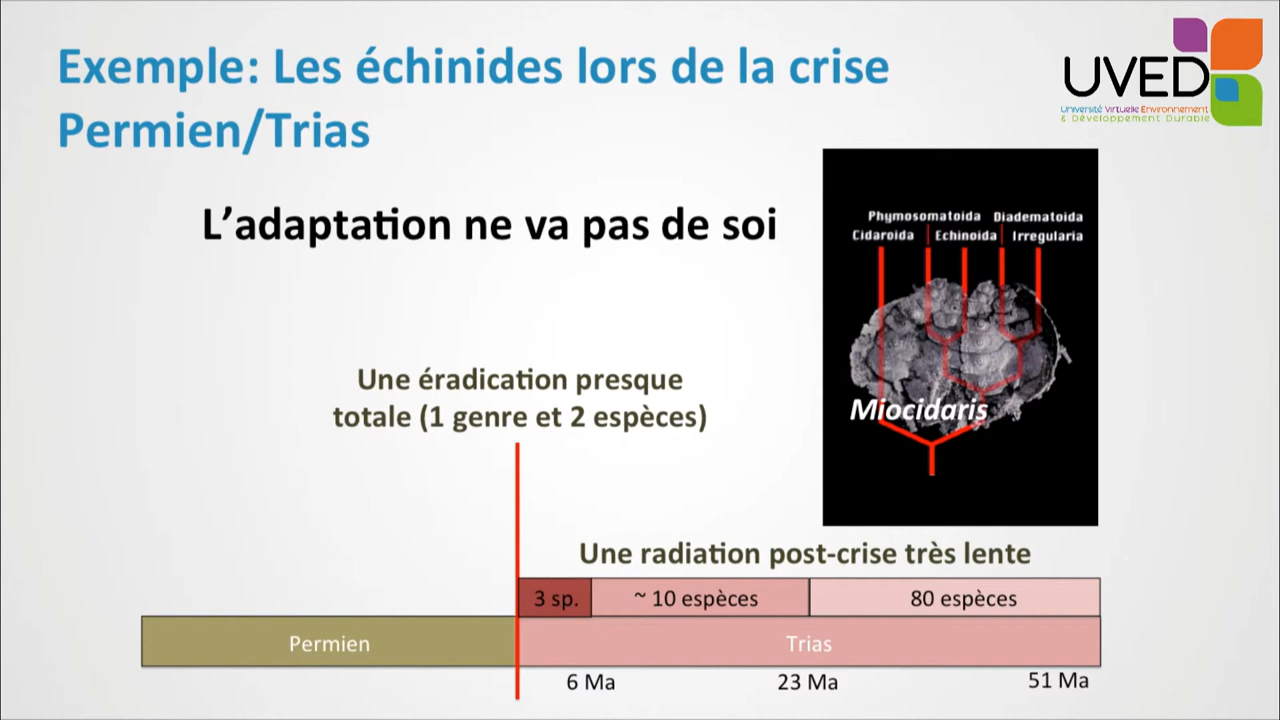 Exemple: Les échinides lors de la crise
Permien/Trias
UVED
Université Virtuelle Environnement
& Développement Durable
L’adaptation ne va pas de soi
Phymosomatoida Diadematoida
Cidaroida Echinoida Irregularia
Miocidaris
Une éradication presque
totale (1 genre et 2 espèces)
Une radiation post-crise très lente
3 sp. ~ 10 espèces 80 espèces
Permien Trias
6 Ma 23 Ma 51 Ma